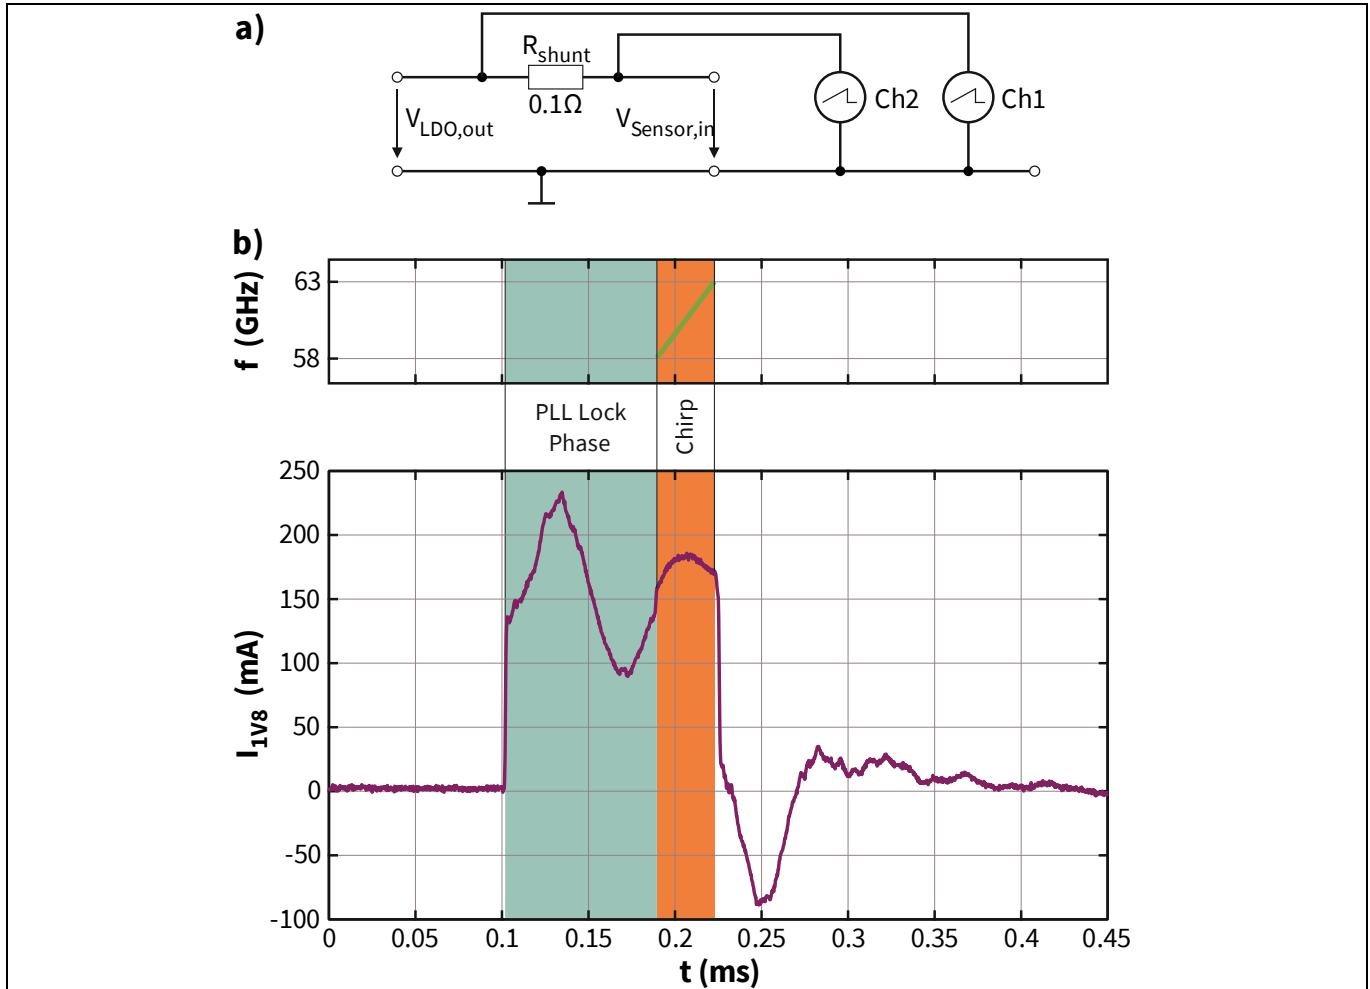 a)
R_shunt
0.1Ω
V_LDO,out
V_Sensor,in
Ch2
Ch1
b)
f (GHz)
63
58
PLL Lock
Phase
Chirp
I_1V8 (mA)
250
200
150
100
50
0
-50
-100
0 0.05 0.1 0.15 0.2 0.25 0.3 0.35 0.4 0.45
t (ms)